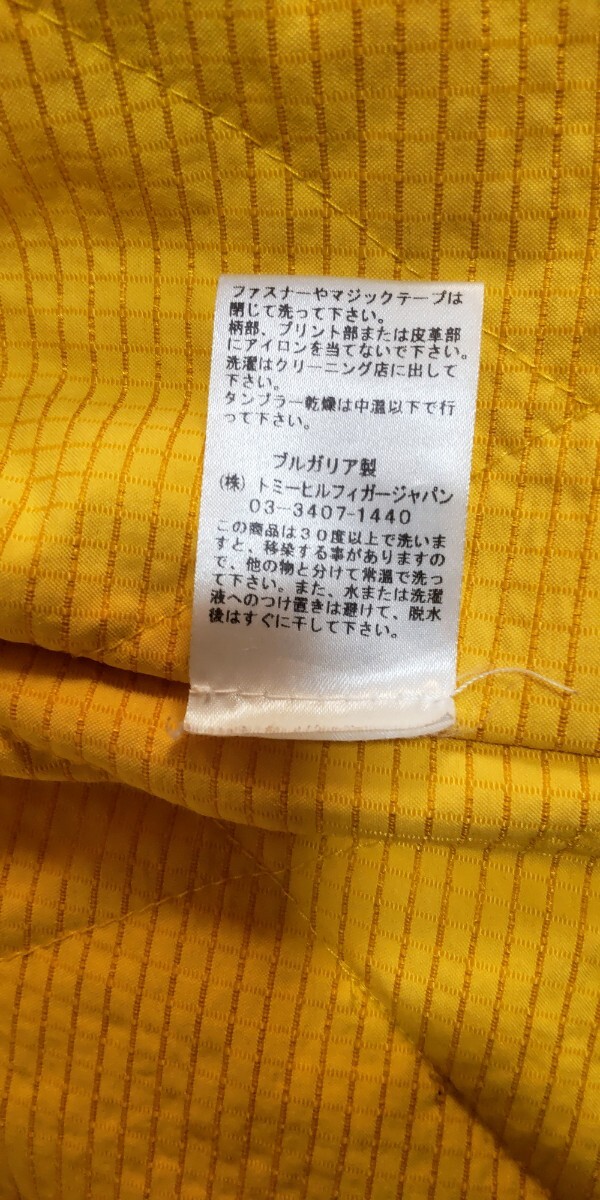 ファスナーやマジックテープは
閉じて洗って下さい。
柄部、プリント部または皮革部
にアイロンを当てないで下さい。
洗濯はクリーニング店に出して
下さい。
タンブラー乾燥は中温以下で行
って下さい。
ブルガリア製
(株)トミーヒルフィガージャパン
03-3407-1440
この商品は30度以上で洗いま
すと、移染する事がありますの
で、他の物と分けて常温で洗っ
て下さい。また、水または洗濯
液へのつけ置きは避けて、脱水
後はすぐに干して下さい。